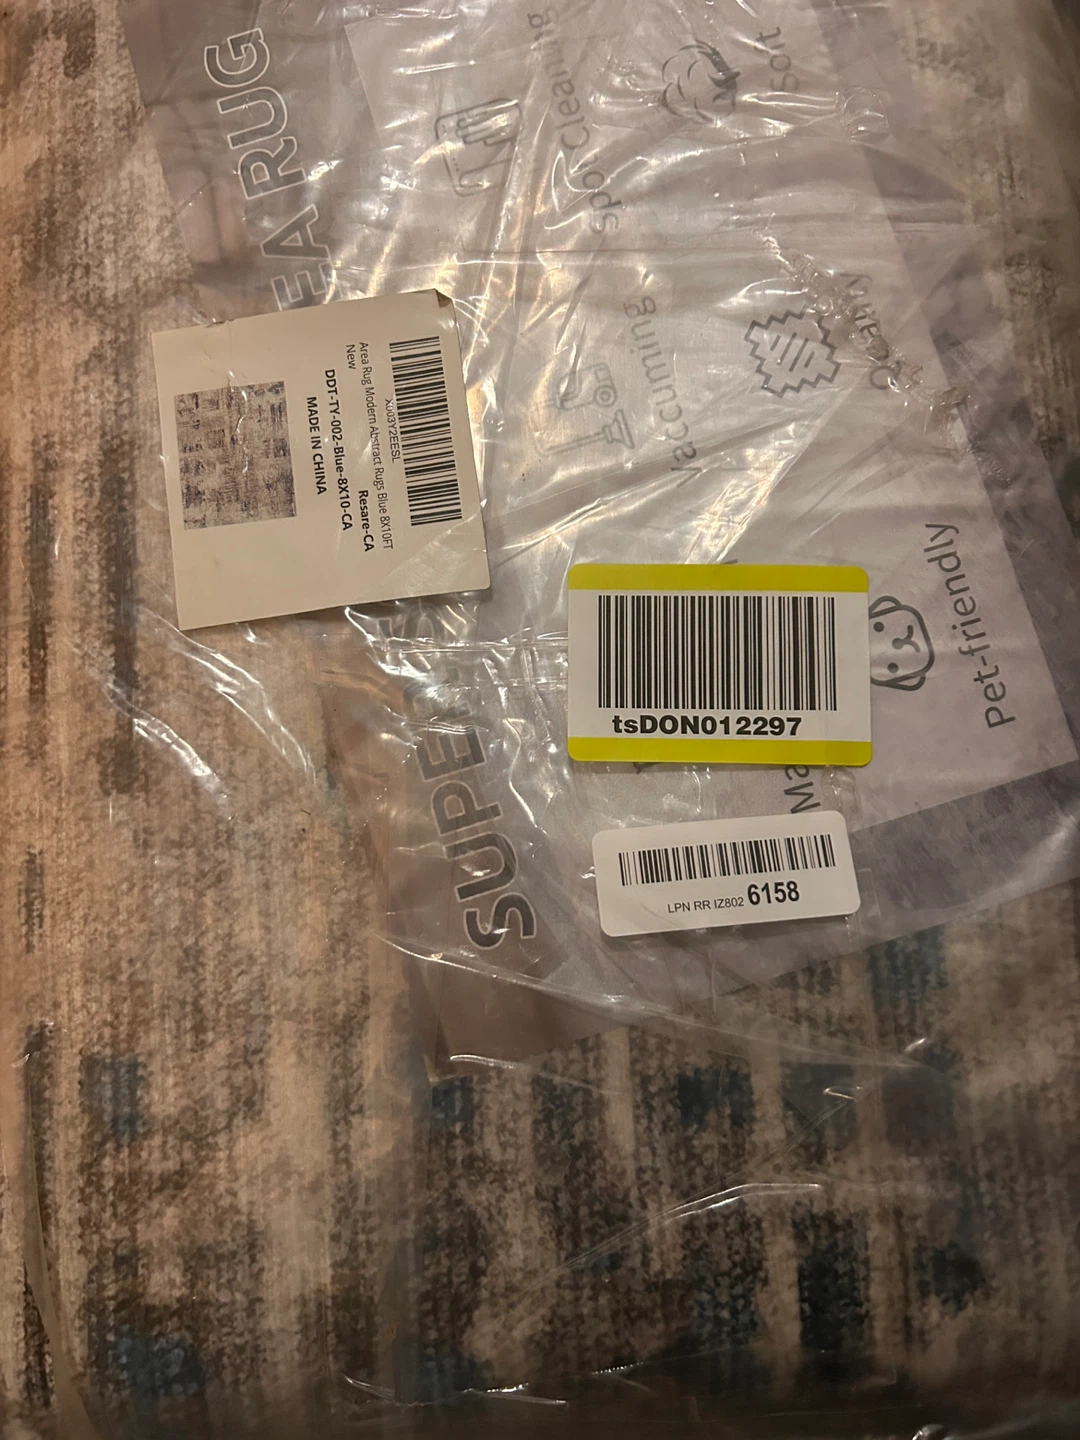 SUPER
EA RUG
spot cleaning
Soft
Vaccuming
Quality
Pet-friendly
X003Y2EESL
Area Rug Modern Abstract Rugs Blue 8X10FT
New
Resare-CA
DDT-TY-002-Blue-8X10-CA
MADE IN CHINA
tsDON012297
LPN RR IZ802 6158